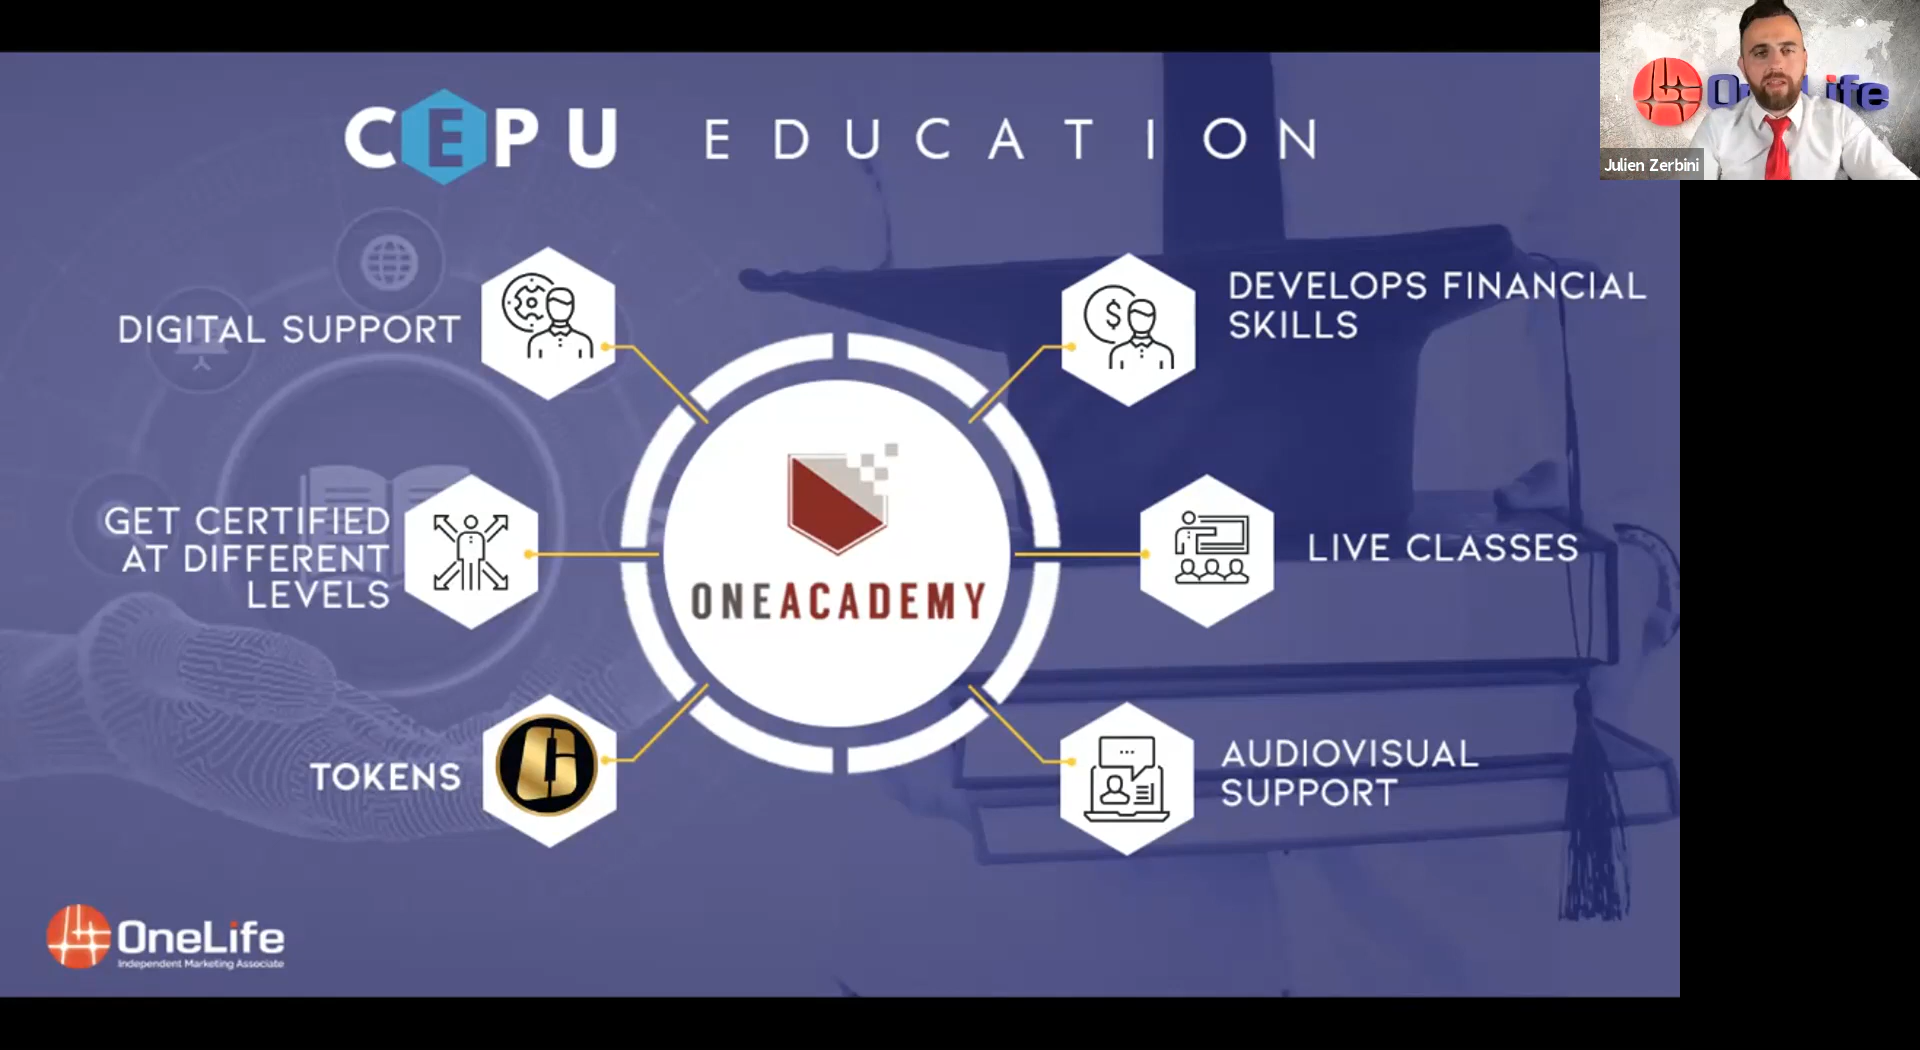 CEPU EDUCATION
DIGITAL SUPPORT
DEVELOPS FINANCIAL
SKILLS
GET CERTIFIED
AT DIFFERENT
LEVELS
ONEACADEMY
LIVE CLASSES
TOKENS
AUDIOVISUAL
SUPPORT
OneLife
Independent Marketing Associate
OneLife
Julien Zerbini